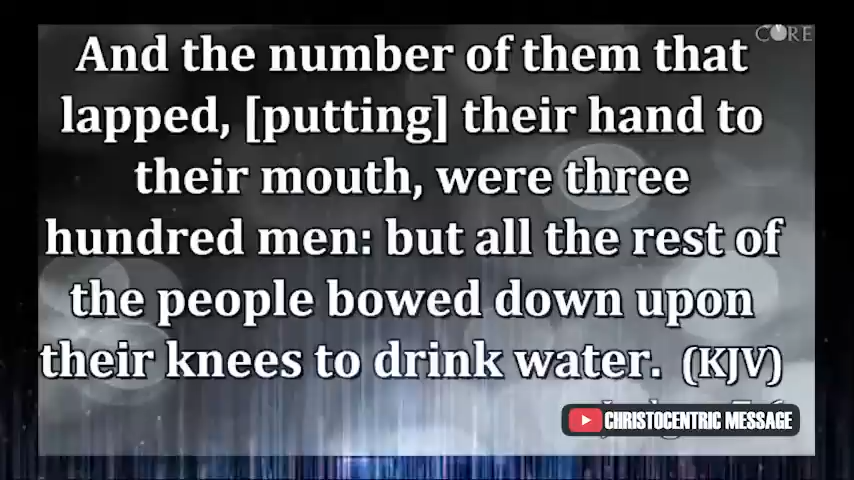 CORE
And the number of them that
lapped, [putting] their hand to
their mouth, were three
hundred men: but all the rest of
the people bowed down upon
their knees to drink water. (KJV)
CHRISTOCENTRIC MESSAGE